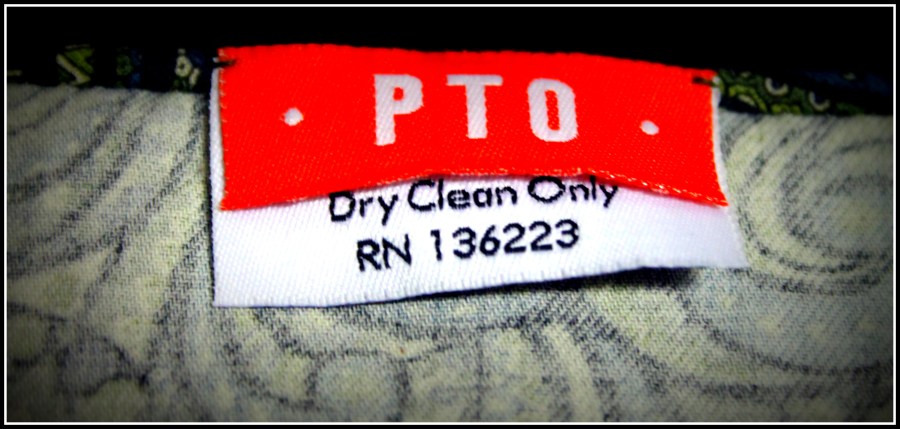 • PTO •
Dry Clean Only
RN 136223